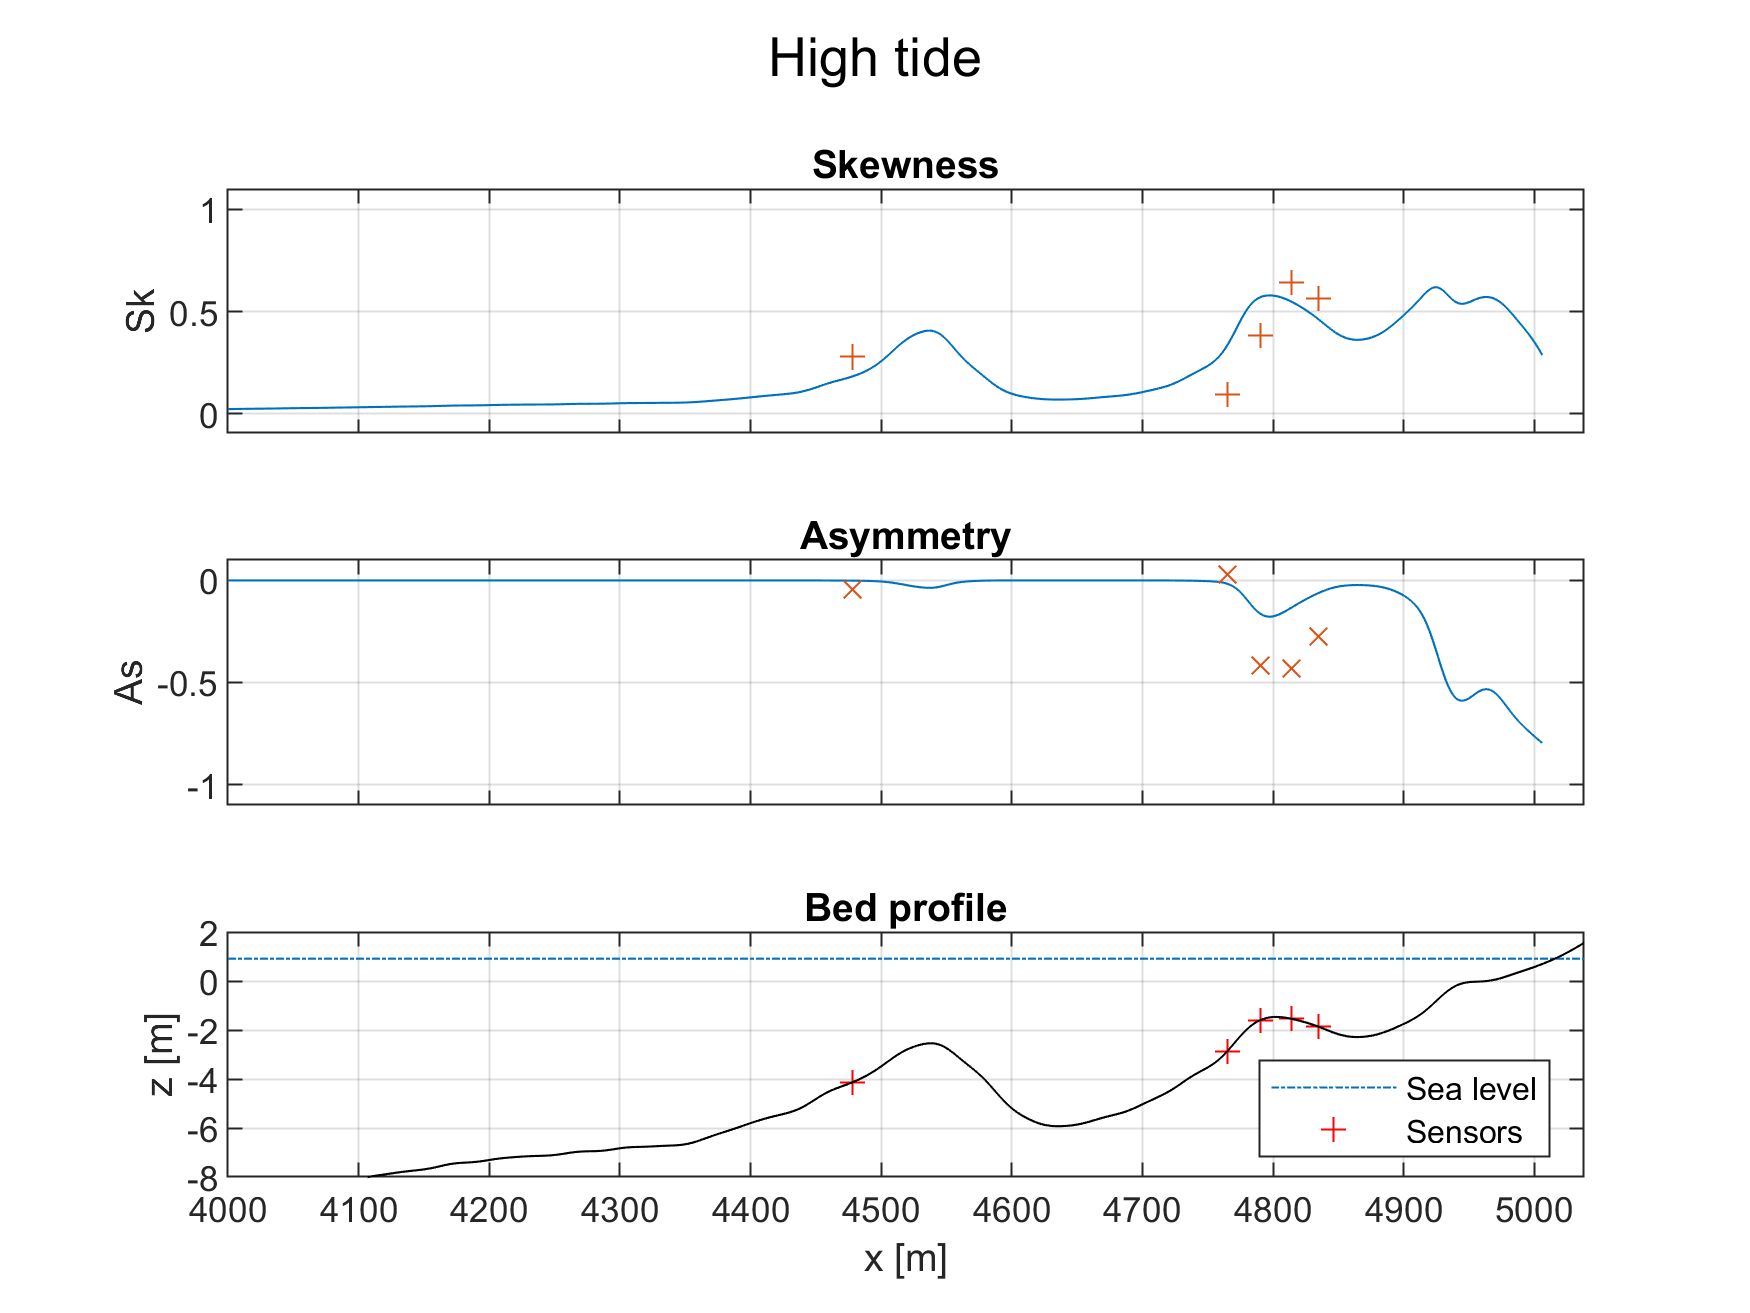 High tide
Skewness
1
0.5
0
Sk
Asymmetry
0
-0.5
-1
As
Bed profile
2
0
-2
-4
-6
-8
z [m]
Sea level
Sensors
4000 4100 4200 4300 4400 4500 4600 4700 4800 4900 5000
x [m]